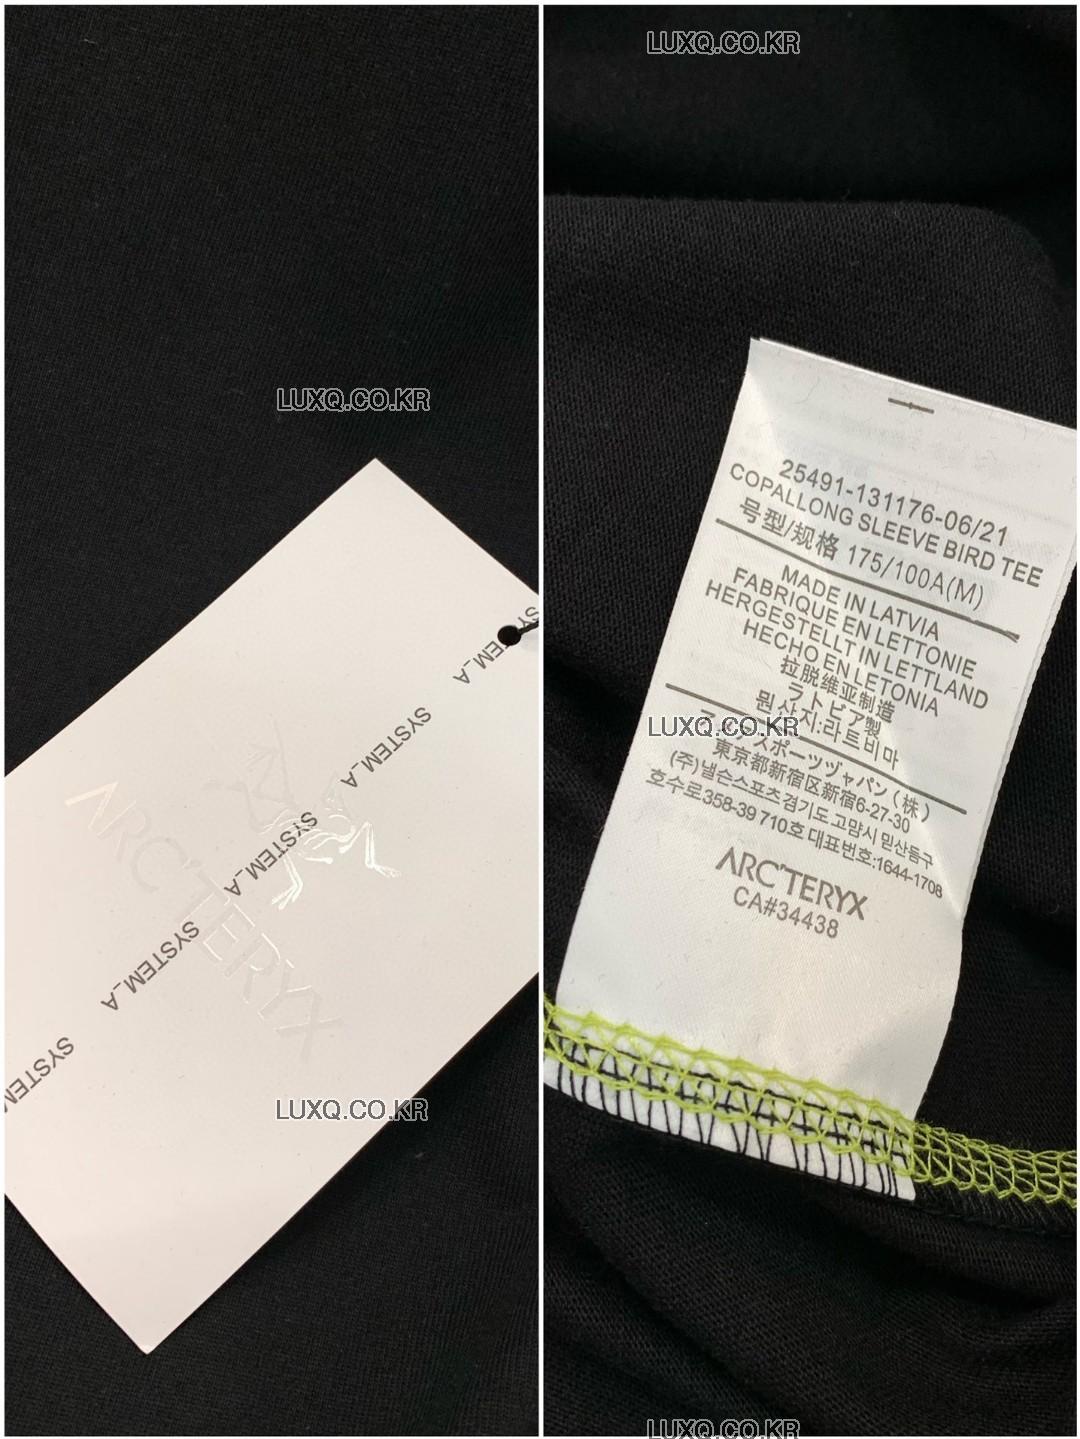 LUXQ.CO.KR
LUXQ.CO.KR
SYSTEM_A
SYSTEM_A
SYSTEM_A
SYSTEM_A
SYSTEM
ARC'TERYX
LUXQ.CO.KR
25491-131176-06/21
COPALLONG SLEEVE BIRD TEE
号型/规格 175/100A(M)
MADE IN LATVIA
FABRIQUE EN LETTONIE
HERGESTELLT IN LETTLAND
HECHO EN LETONIA
拉脱维亚制造
ラトビア製
원산지:라트비마
LUXQ.CO.KR
スポーツヅャパン(株)
東京都新宿区新宿6-27-30
(주)넬슨스포츠경기도고먐시 믿산듬구
호수로358-39 710호 대표번호:1644-1708
ARC'TERYX
CA#34438
LUXQ.CO.KR